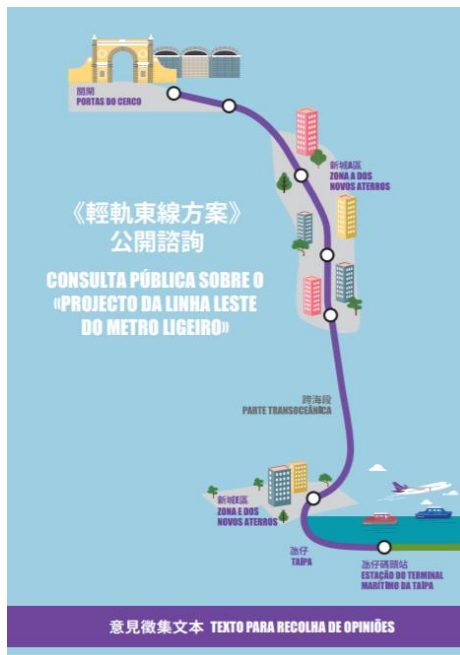 關閘
PORTAS DO CERCO
新城A區
ZONA A DOS
NOVOS ATERROS
《輕軌東線方案》
公開諮詢
CONSULTA PÚBLICA SOBRE O
«PROJECTO DA LINHA LESTE
DO METRO LIGEIRO»
跨海段
PARTE TRANSOCEÂNICA
新城E區
ZONA E DOS
NOVOS ATERROS
氹仔
TAIPA
氹仔碼頭站
ESTAÇÃO DO TERMINAL
MARÍTIMO DA TAIPA
意見徵集文本 TEXTO PARA RECOLHA DE OPINIÕES